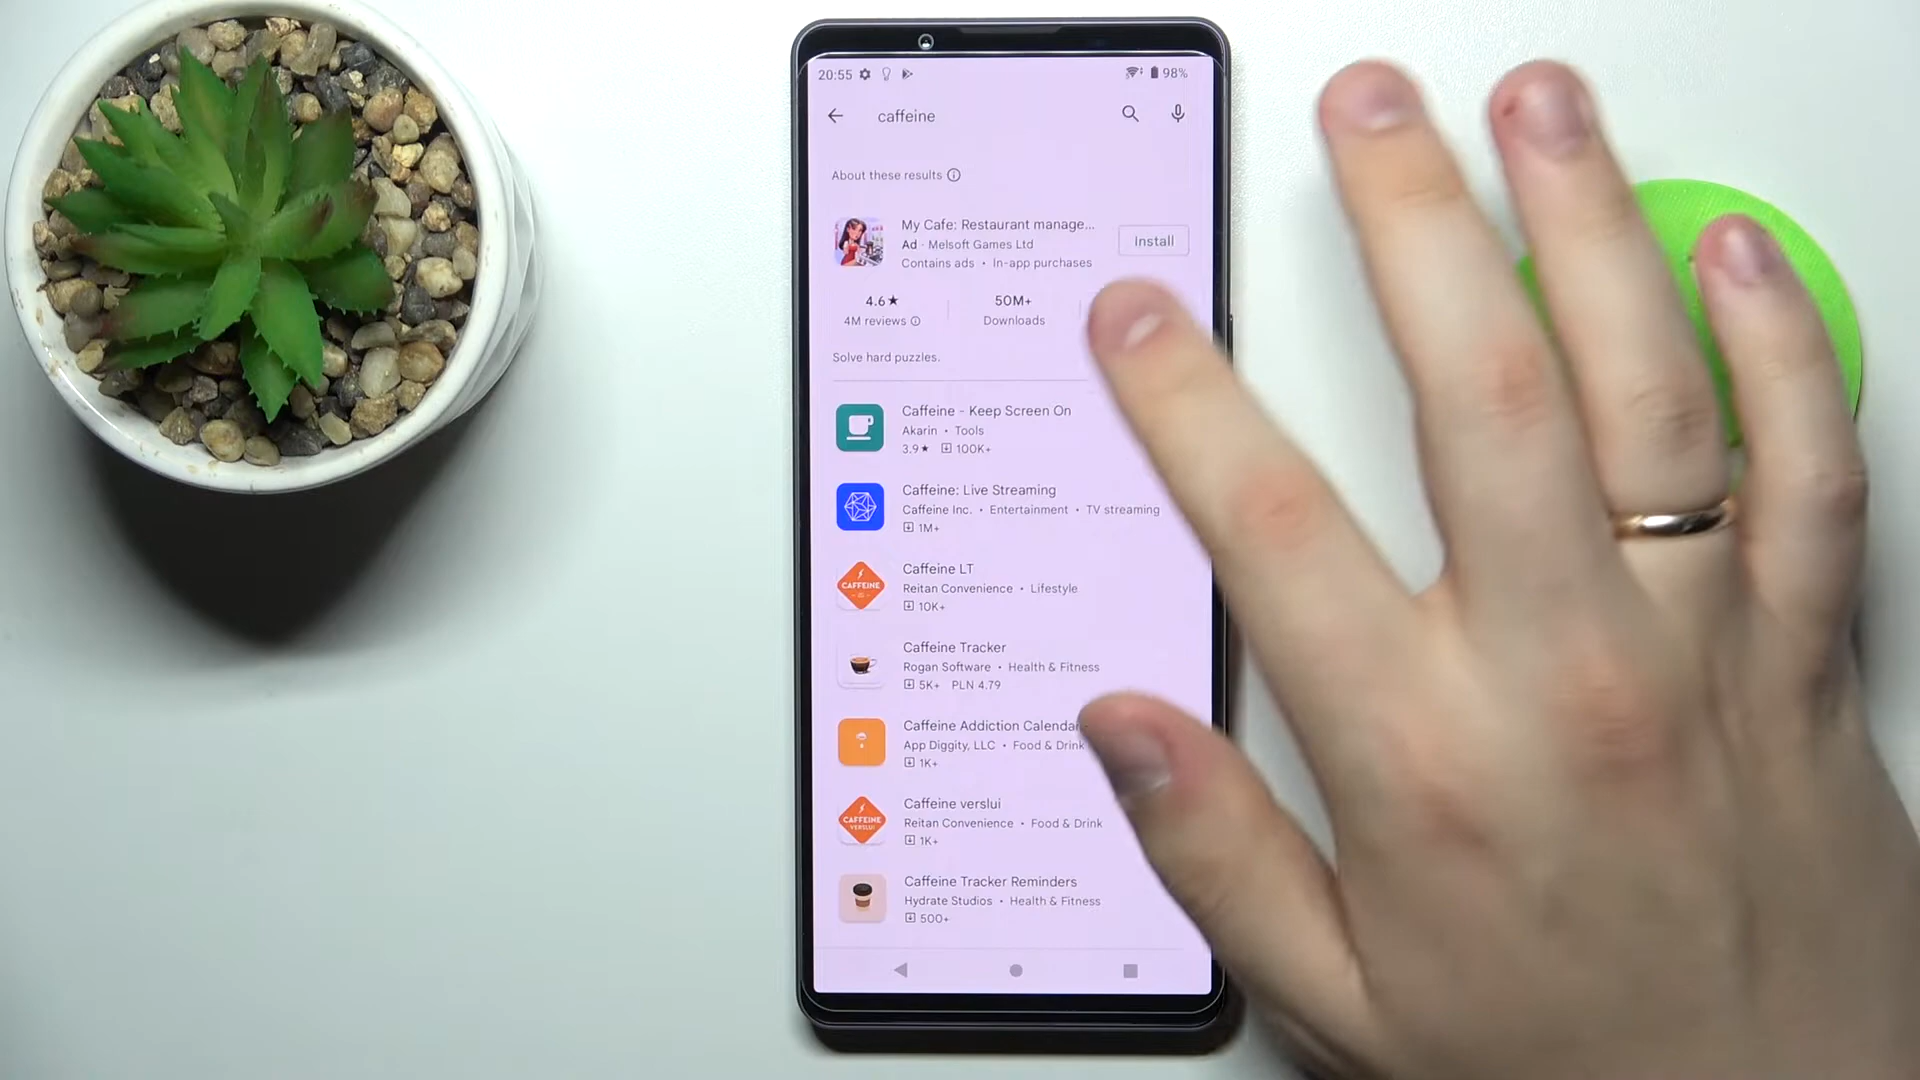 20:55
98%
caffeine
About these results
My Cafe: Restaurant manage...
Ad · Melsoft Games Ltd
Contains ads • In-app purchases
Install
4.6★
4M reviews
50M+
Downloads
Solve hard puzzles.
Caffeine - Keep Screen On
Akarin • Tools
3.9★ 100K+
Caffeine: Live Streaming
Caffeine Inc. • Entertainment • TV streaming
1M+
CAFFEINE
Caffeine LT
Reitan Convenience • Lifestyle
10K+
Caffeine Tracker
Rogan Software • Health & Fitness
5K+ PLN 4.79
Caffeine Addiction Calendar
App Diggity, LLC • Food & Drink
1K+
CAFFEINE
VERSLUI
Caffeine verslui
Reitan Convenience • Food & Drink
1K+
Caffeine Tracker Reminders
Hydrate Studios • Health & Fitness
500+